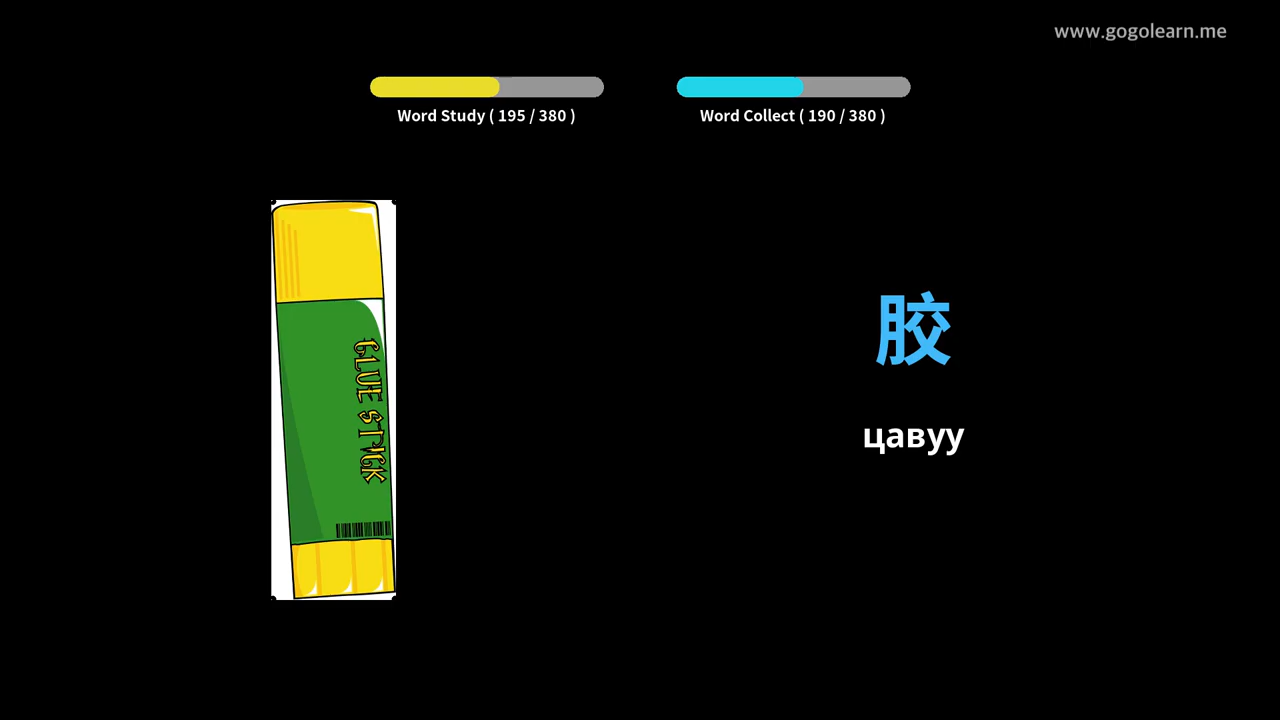 www.gogolearn.me
Word Study ( 195 / 380 )
Word Collect ( 190 / 380 )
GLUE STICK
胶
цавуу